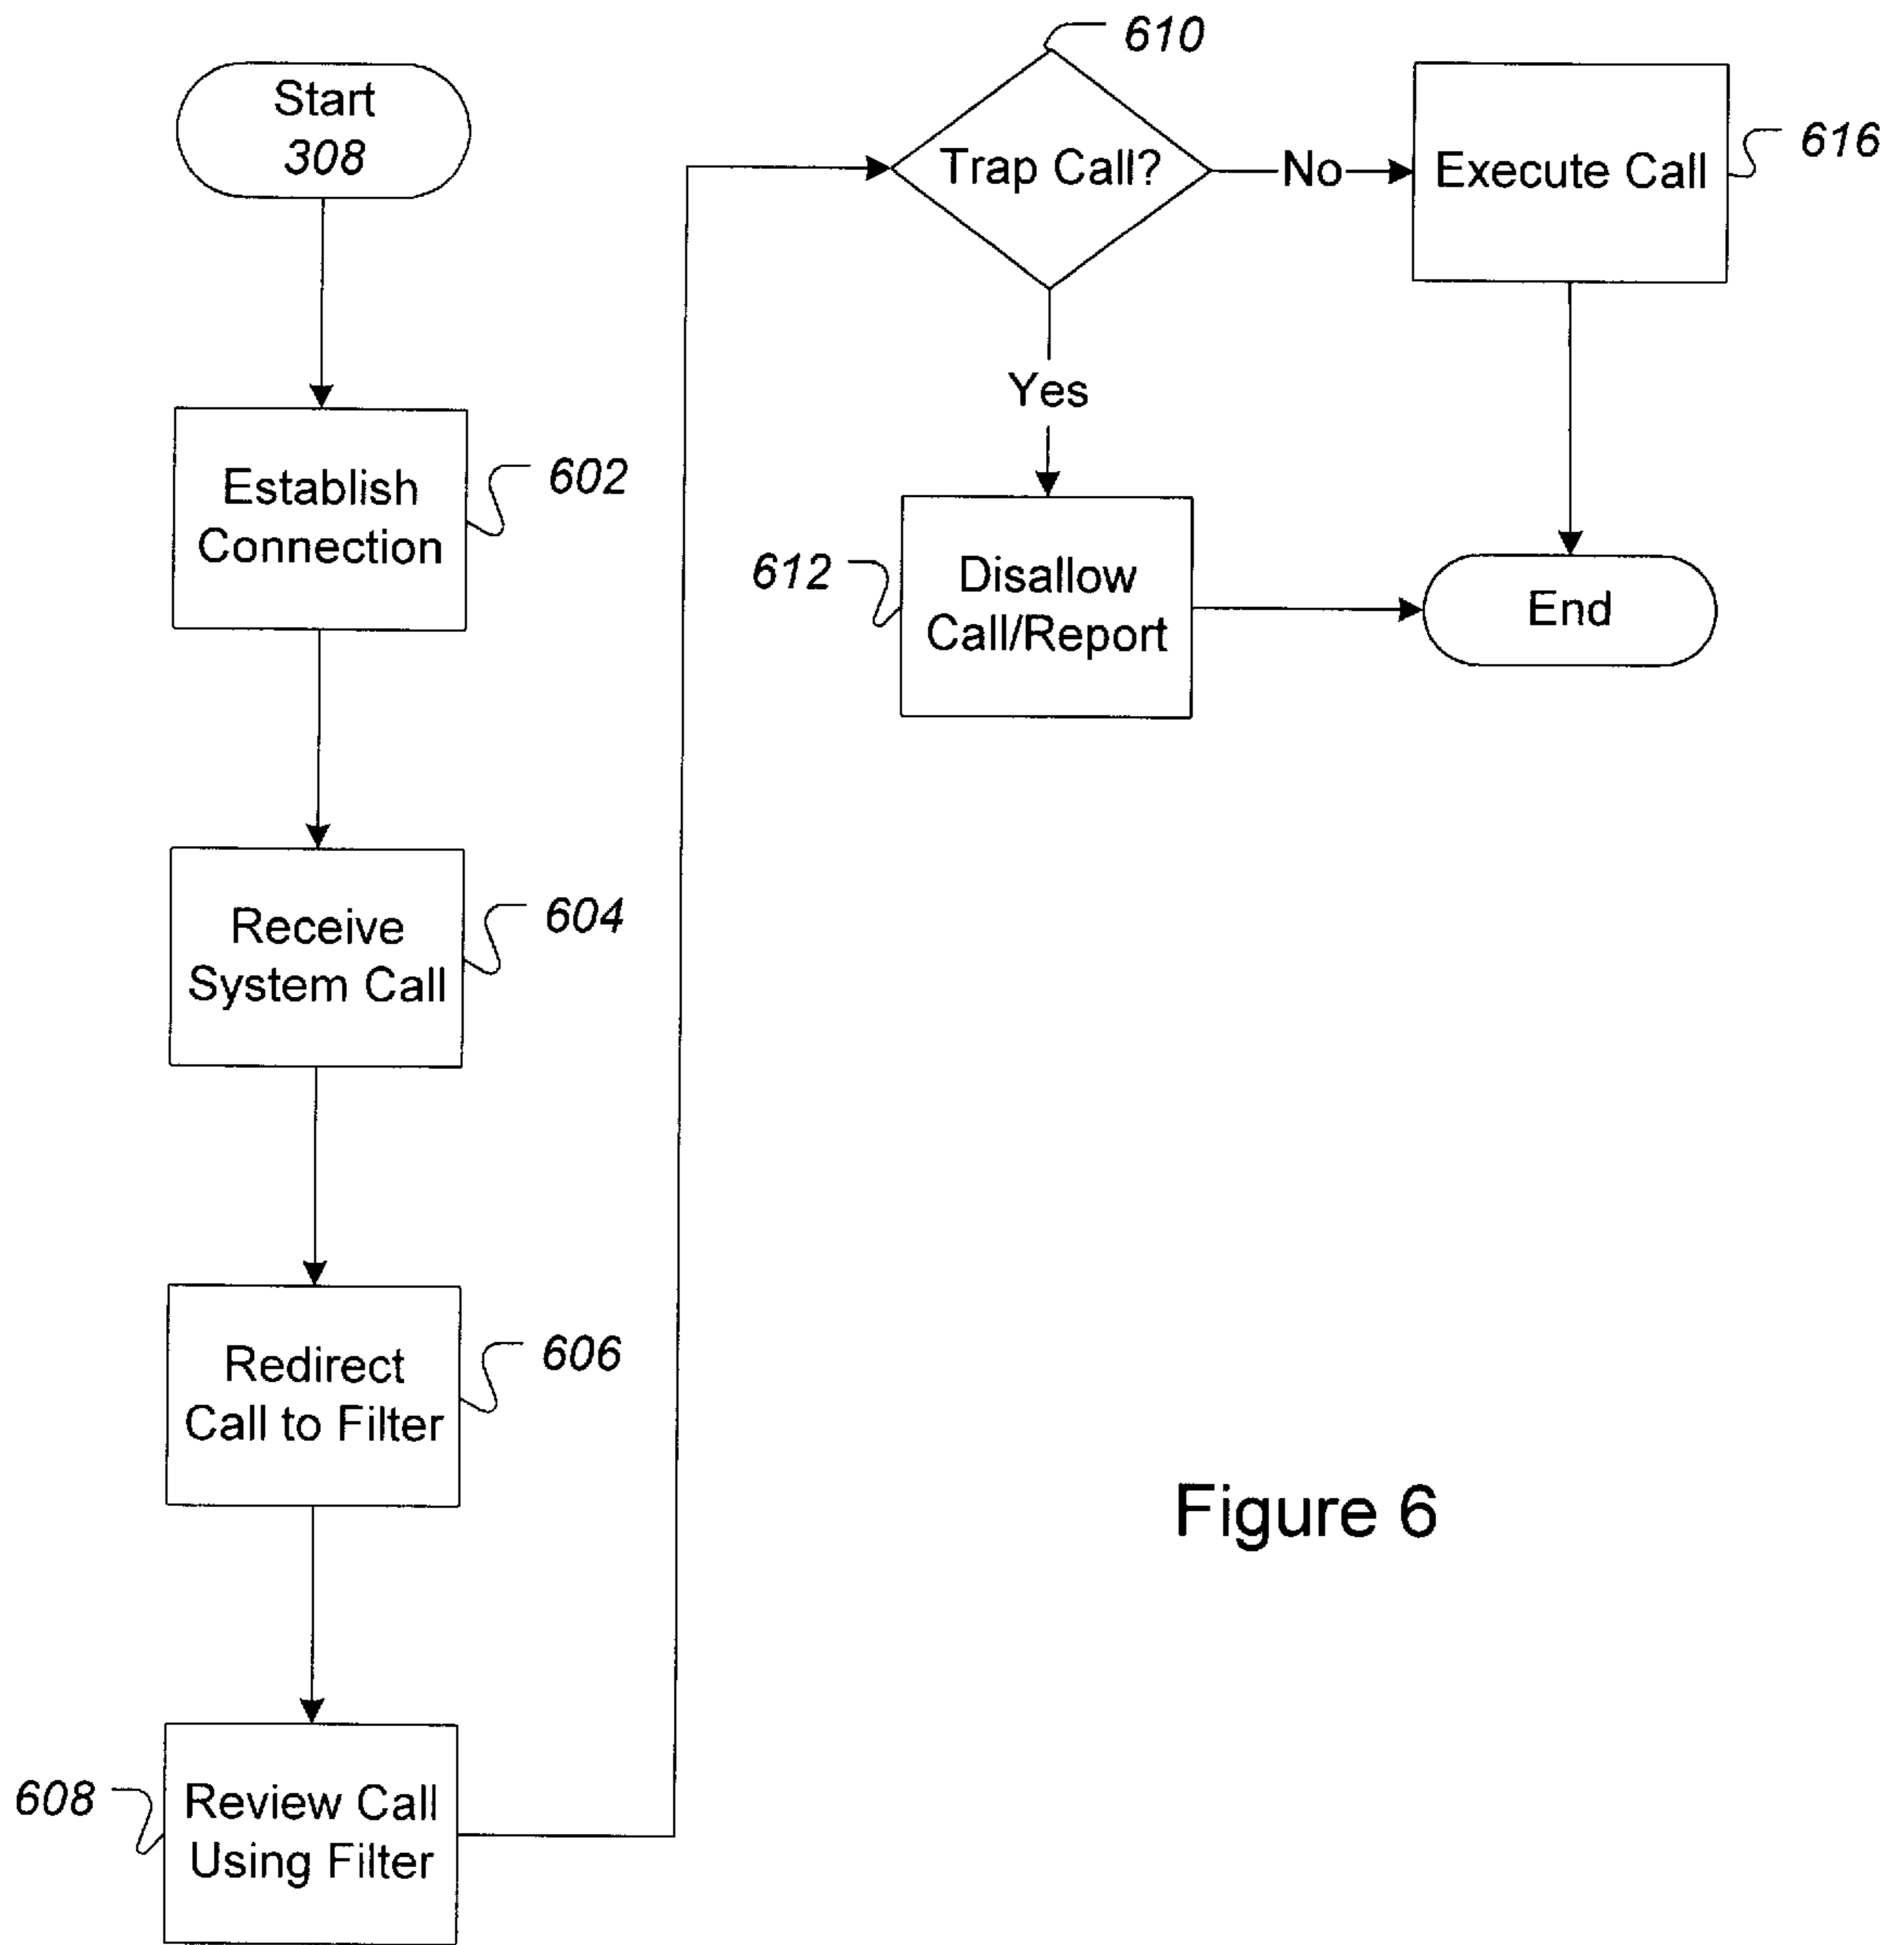 Start
308
Establish
Connection
602
Receive
System Call
604
Redirect
Call to Filter
606
608
Review Call
Using Filter
610
Trap Call?
No
Execute Call
616
Yes
612
Disallow
Call/Report
End
Figure 6